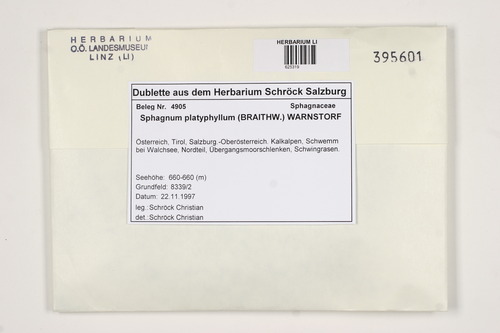 HERBARIUM
O.Ö. LANDESMUSEUM
LINZ (LI)
HERBARIUM LI
625319
395601
Dublette aus dem Herbarium Schröck Salzburg
Beleg Nr. 4905 Sphagnaceae
Sphagnum platyphyllum (BRAITHW.) WARNSTORF
Österreich, Tirol, Salzburg.-Oberösterreich. Kalkalpen, Schwemm
bei Walchsee, Nordteil, Übergangsmoorschlenken, Schwingrasen.
Seehöhe: 660-660 (m)
Grundfeld: 8339/2
Datum: 22.11.1997
leg.:Schröck Christian
det.:Schröck Christian